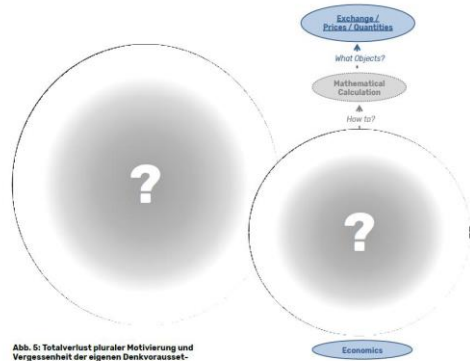 Exchange /
Prices / Quantities
What Objects?
Mathematical
Calculation
How to?
?
?
Economics
Abb. 5: Totalverlust pluraler Motivierung und
Vergessenheit der eigenen Denkvorausset-